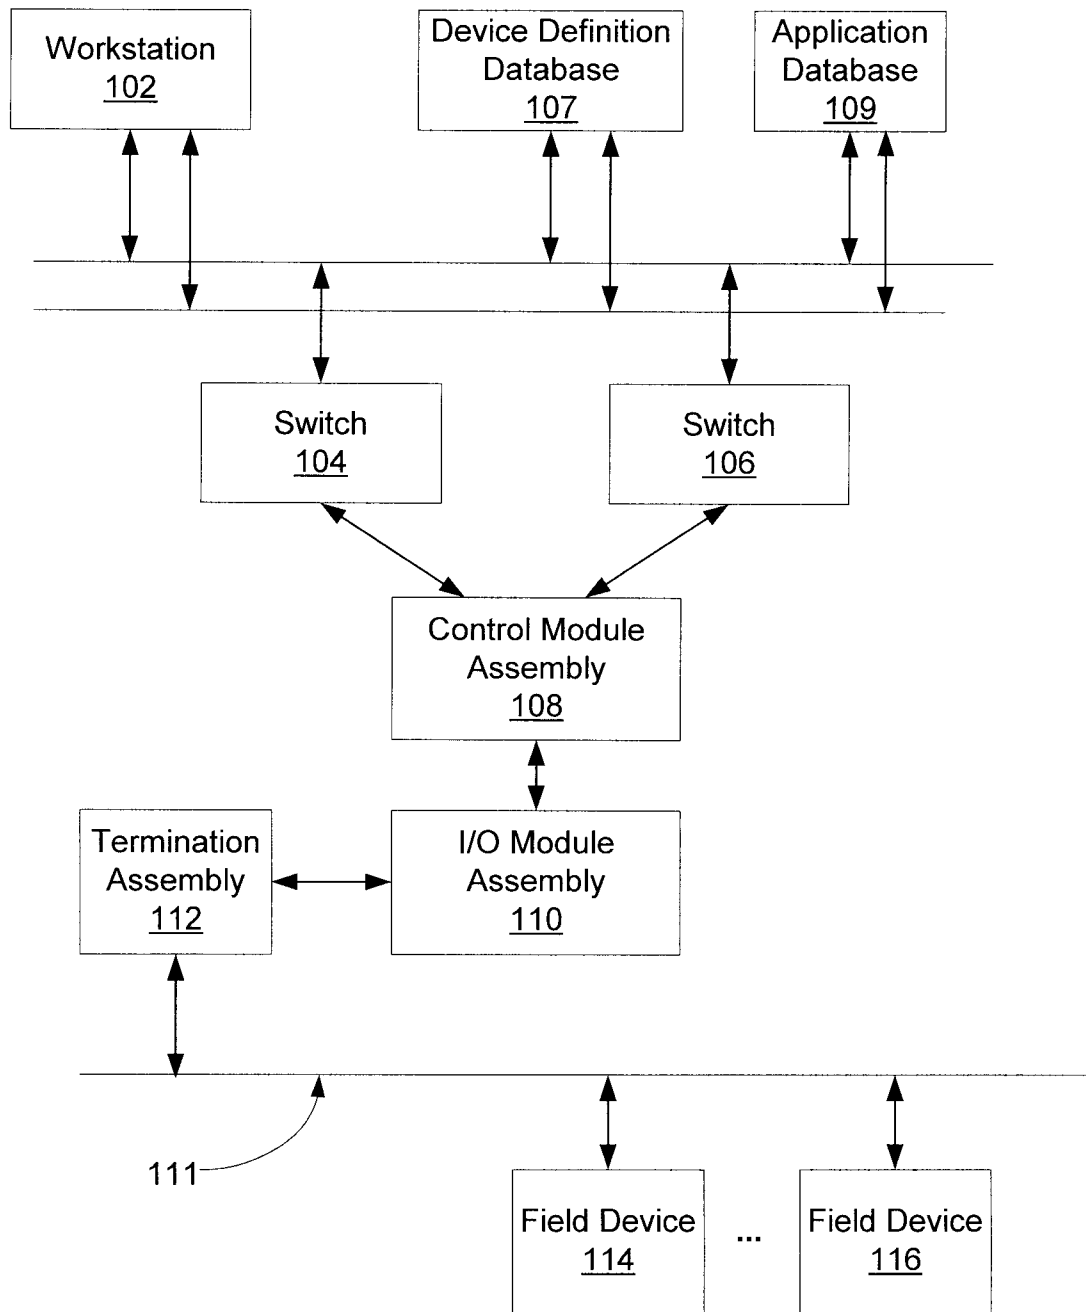 Workstation
102
Device Definition
Database
107
Application
Database
109
Switch
104
Switch
106
Control Module
Assembly
108
Termination
Assembly
112
I/O Module
Assembly
110
111
Field Device
114
...
Field Device
116